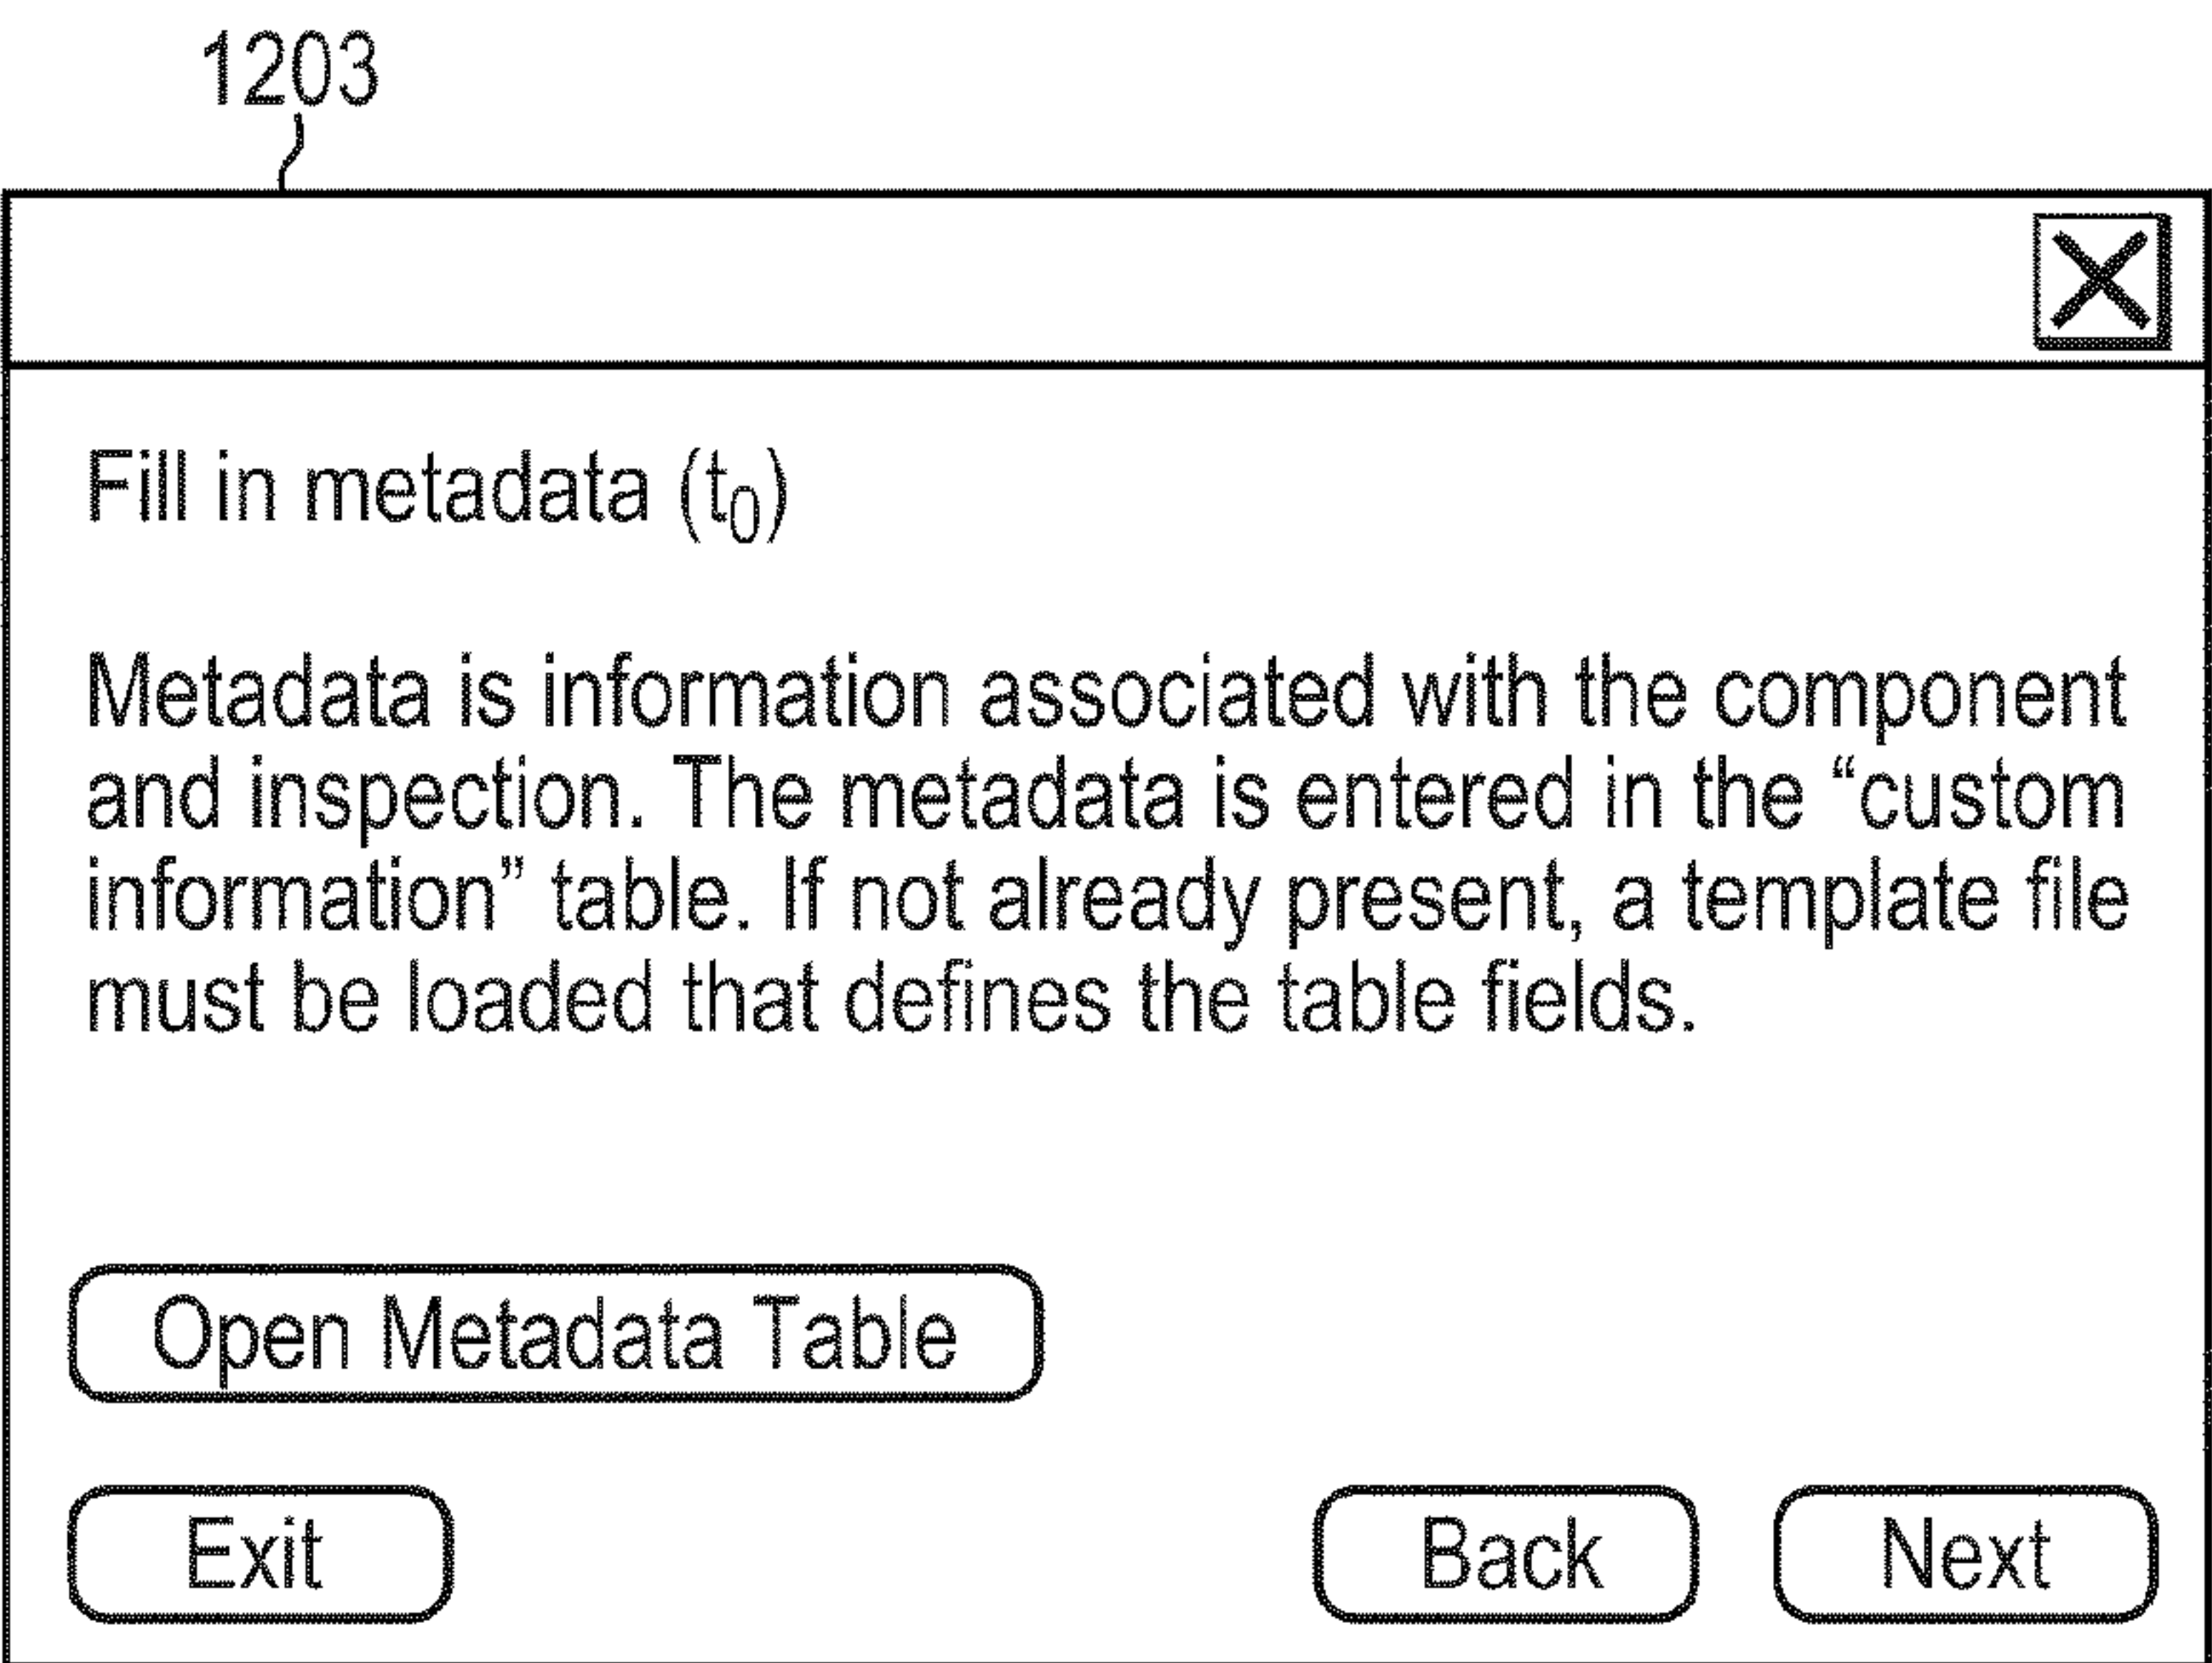 1203
Fill in metadata (t₀)
Metadata is information associated with the component
and inspection. The metadata is entered in the “custom
information” table. If not already present, a template file
must be loaded that defines the table fields.
Open Metadata Table
Exit Back Next